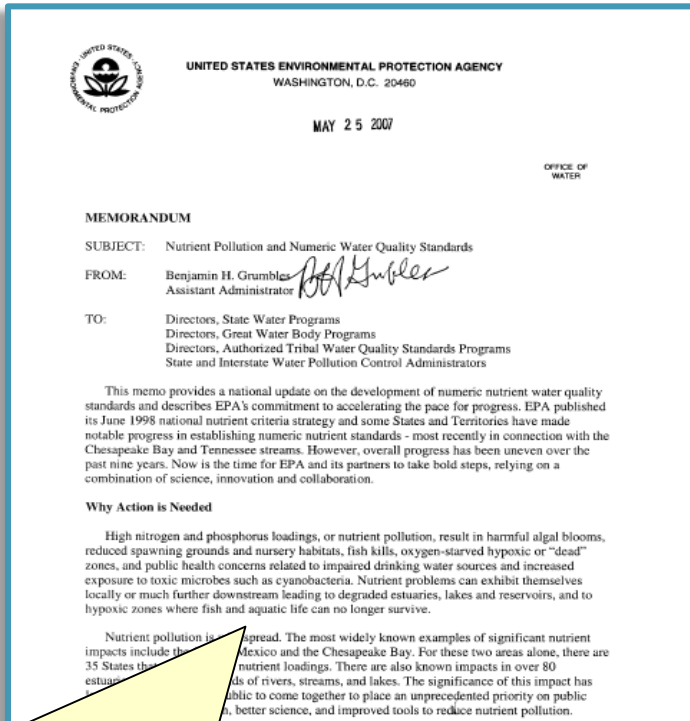 UNITED STATES
ENVIRONMENTAL PROTECTION AGENCY
UNITED STATES ENVIRONMENTAL PROTECTION AGENCY
WASHINGTON, D.C. 20460
MAY 25 2007
OFFICE OF
WATER
MEMORANDUM
SUBJECT: Nutrient Pollution and Numeric Water Quality Standards
FROM: Benjamin H. Grumbles
Assistant Administrator
TO: Directors, State Water Programs
Directors, Great Water Body Programs
Directors, Authorized Tribal Water Quality Standards Programs
State and Interstate Water Pollution Control Administrators
This memo provides a national update on the development of numeric nutrient water quality
standards and describes EPA's commitment to accelerating the pace for progress. EPA published
its June 1998 national nutrient criteria strategy and some States and Territories have made
notable progress in establishing numeric nutrient standards - most recently in connection with the
Chesapeake Bay and Tennessee streams. However, overall progress has been uneven over the
past nine years. Now is the time for EPA and its partners to take bold steps, relying on a
combination of science, innovation and collaboration.
Why Action is Needed
High nitrogen and phosphorus loadings, or nutrient pollution, result in harmful algal blooms,
reduced spawning grounds and nursery habitats, fish kills, oxygen-starved hypoxic or "dead"
zones, and public health concerns related to impaired drinking water sources and increased
exposure to toxic microbes such as cyanobacteria. Nutrient problems can exhibit themselves
locally or much further downstream leading to degraded estuaries, lakes and reservoirs, and to
hypoxic zones where fish and aquatic life can no longer survive.
Nutrient pollution is spread. The most widely known examples of significant nutrient
impacts include the Mexico and the Chesapeake Bay. For these two areas alone, there are
35 States that nutrient loadings. There are also known impacts in over 80
of rivers, streams, and lakes. The significance of this impact has
to come together to place an unprecedented priority on public
better science, and improved tools to reduce nutrient pollution.